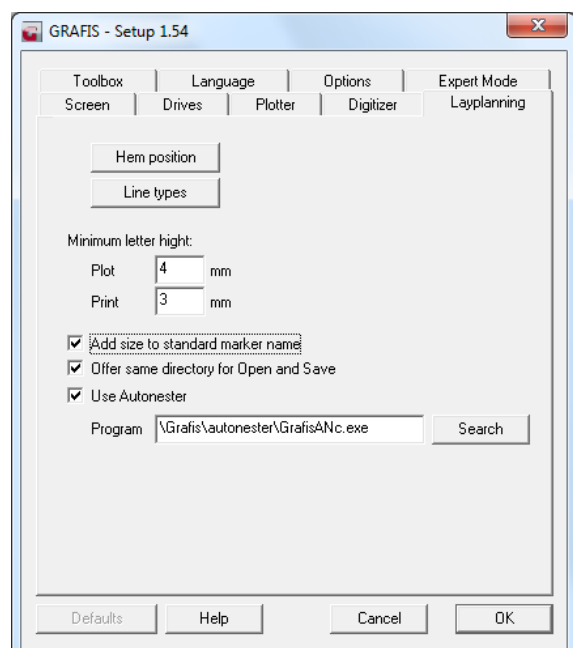 GRAFIS - Setup 1.54
Toolbox Language Options Expert Mode
Screen Drives Plotter Digitizer Layplanning
Hem position
Line types
Minimum letter hight:
Plot 4 mm
Print 3 mm
Add size to standard marker name
Offer same directory for Open and Save
Use Autonester
Program \Grafis\autonester\GrafisANc.exe Search
Defaults Help Cancel OK